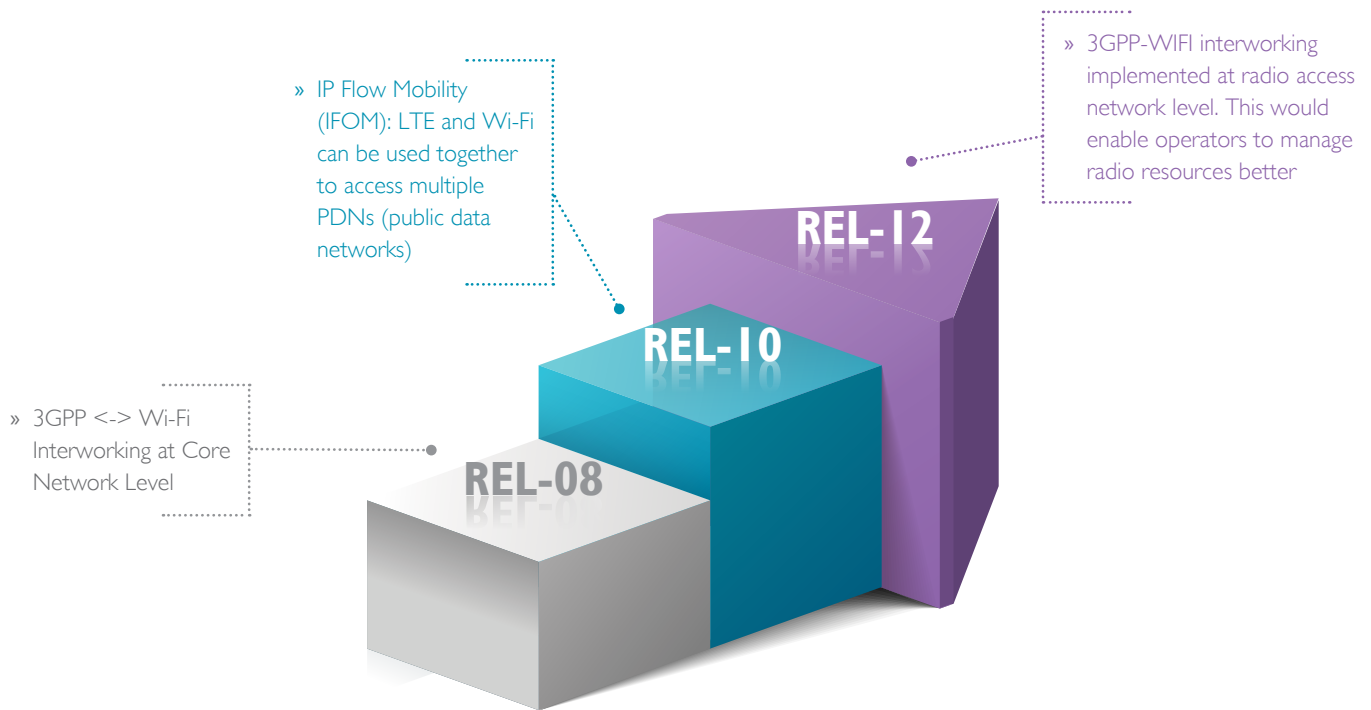 » 3GPP-WIFI interworking
implemented at radio access
network level. This would
enable operators to manage
radio resources better
» IP Flow Mobility
(IFOM): LTE and Wi-Fi
can be used together
to access multiple
PDNs (public data
networks)
REL-12
REL-10
» 3GPP <-> Wi-Fi
Interworking at Core
Network Level
REL-08